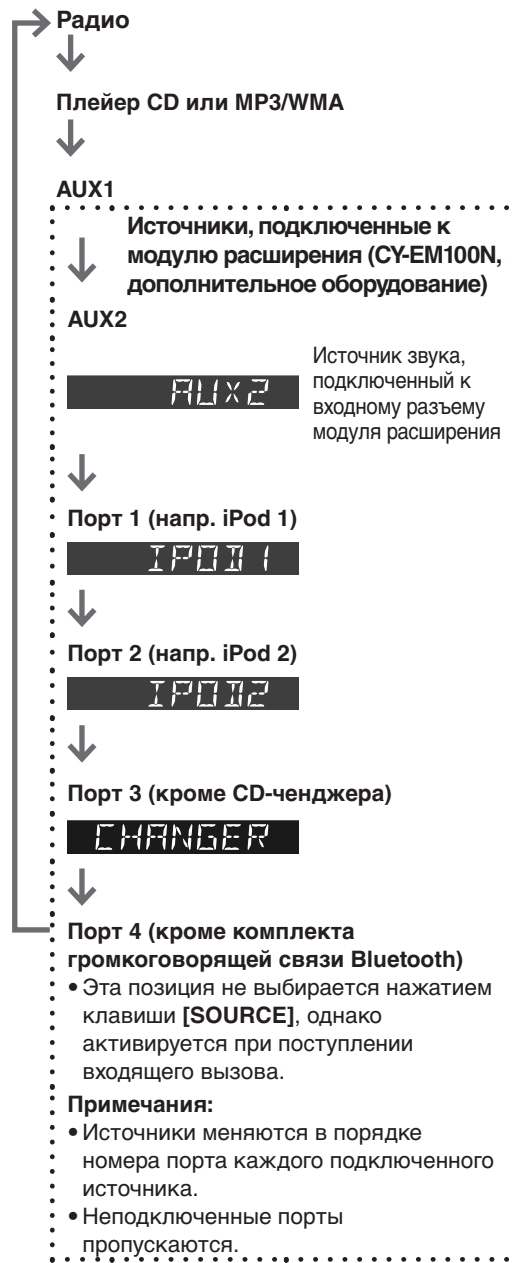 Радио
Плейер CD или MP3/WMA
AUX1
Источники, подключенные к
модулю расширения (CY-EM100N,
дополнительное оборудование)
AUX2
AUX2
Источник звука,
подключенный к
входному разъему
модуля расширения
Порт 1 (напр. iPod 1)
IPOD1
Порт 2 (напр. iPod 2)
IPOD2
Порт 3 (кроме CD-ченджера)
CHANGER
Порт 4 (кроме комплекта
громкоговорящей связи Bluetooth)
• Эта позиция не выбирается нажатием
клавиши [SOURCE], однако
активируется при поступлении
входящего вызова.
Примечания:
• Источники меняются в порядке
номера порта каждого подключенного
источника.
• Неподключенные порты
пропускаются.